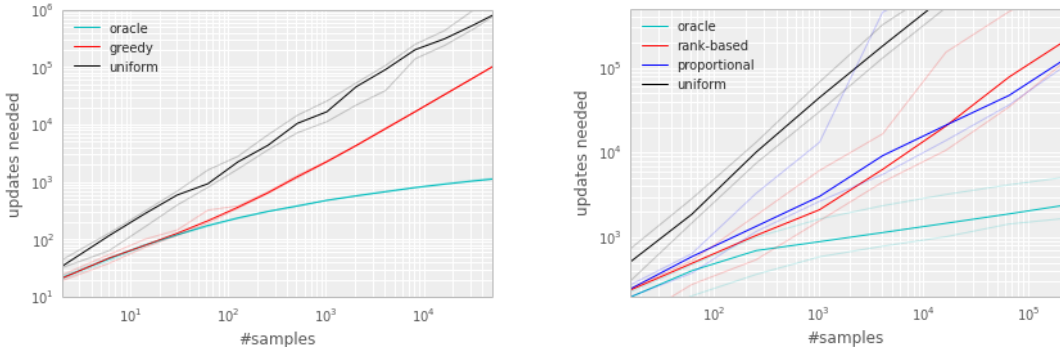 10^6
10^5
10^4
10^3
10^2
10^1
updates needed
oracle
greedy
uniform
10^1
10^2
10^3
10^4
#samples
10^5
10^4
10^3
updates needed
oracle
rank-based
proportional
uniform
10^2
10^3
10^4
10^5
#samples